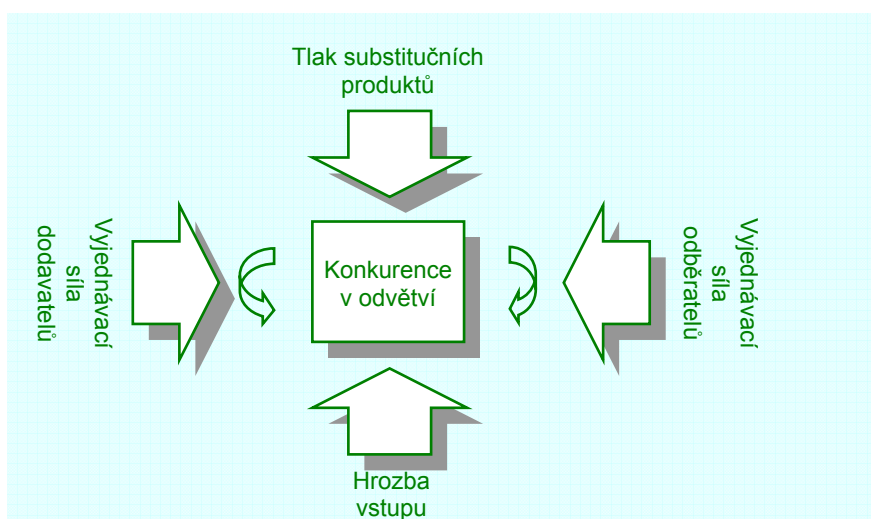 Tlak substitučních
produktů
Vyjednávací
síla
dodavatelů
Konkurence
v odvětví
Vyjednávací
síla
odběratelů
Hrozba
vstupu